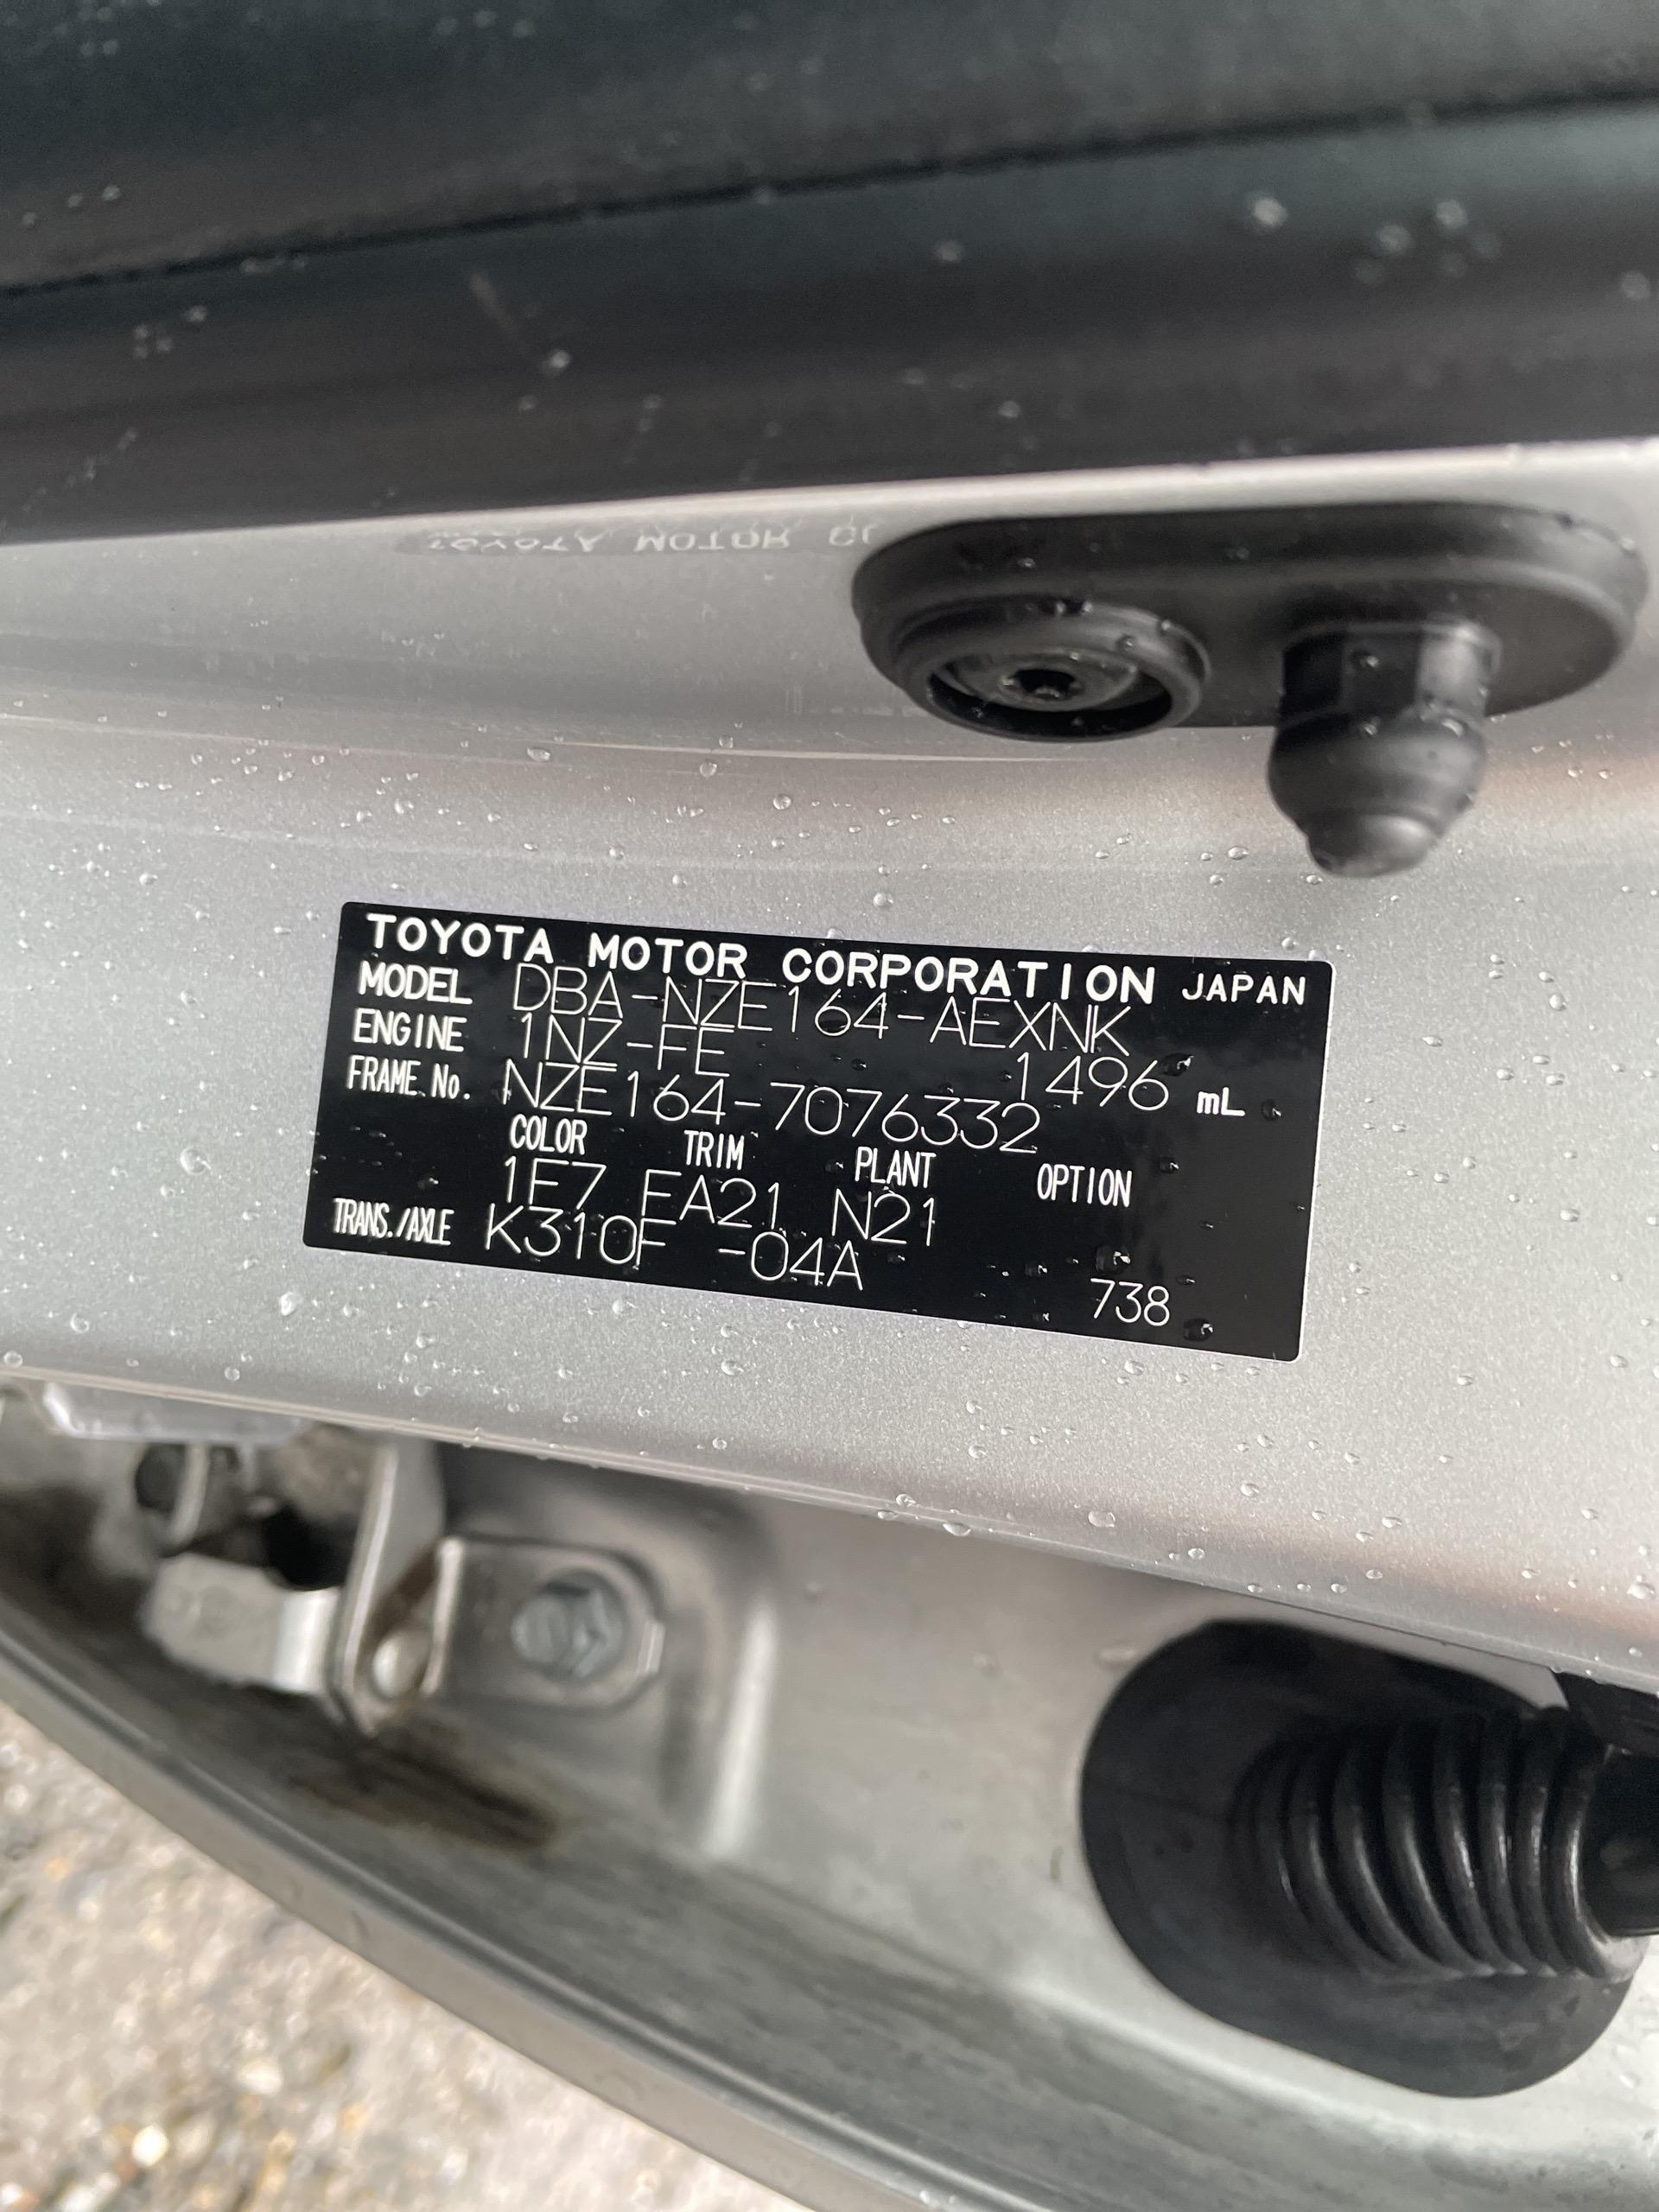 TOYOTA MOTOR CORPORATION JAPAN
MODEL DBA-NZE164-AEXNK
ENGINE 1NZ-FE 1496 mL
FRAME No. NZE164-7076332
COLOR TRIM PLANT OPTION
1F7 FA21 N21
TRANS./AXLE K310F -04A 738